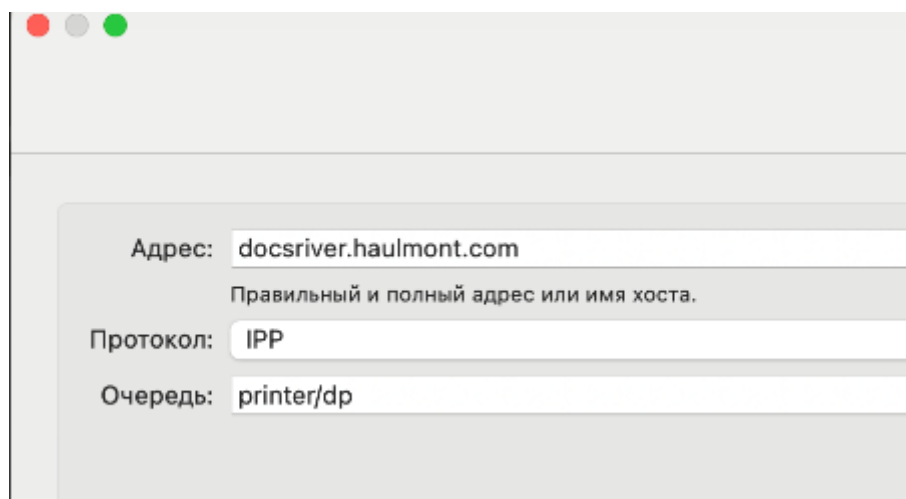 Адрес: docsriver.haulmont.com
Правильный и полный адрес или имя хоста.
Протокол: IPP
Очередь: printer/dp